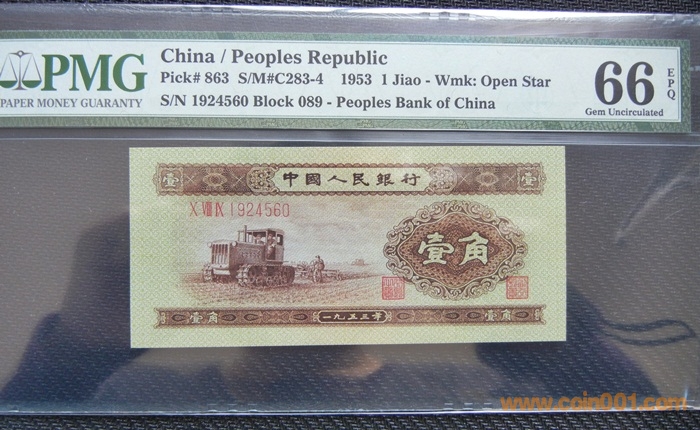 PMG
PAPER MONEY GUARANTY
China / Peoples Republic
Pick# 863 S/M#C283-4 1953 1 Jiao - Wmk: Open Star
S/N 1924560 Block 089 - Peoples Bank of China
66 EPQ
Gem Uncirculated
壹 中國人民銀行 壹
X VIII IX 1924560
壹角
壹角 一九五三年 壹角
www.coin001.com